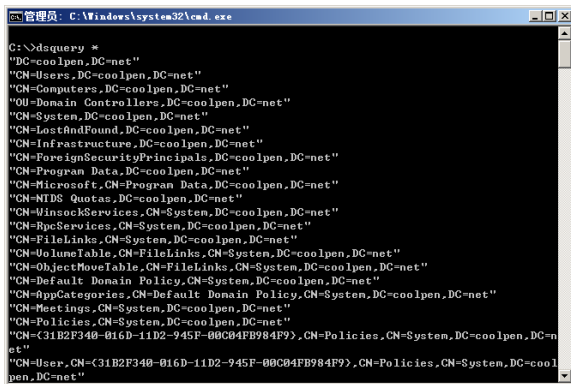 管理员: C:\Windows\system32\cmd.exe
C:\>dsquery *
"DC=coolpen,DC=net"
"CN=Users,DC=coolpen,DC=net"
"CN=Computers,DC=coolpen,DC=net"
"OU=Domain Controllers,DC=coolpen,DC=net"
"CN=System,DC=coolpen,DC=net"
"CN=LostAndFound,DC=coolpen,DC=net"
"CN=Infrastructure,DC=coolpen,DC=net"
"CN=ForeignSecurityPrincipals,DC=coolpen,DC=net"
"CN=Program Data,DC=coolpen,DC=net"
"CN=Microsoft,CN=Program Data,DC=coolpen,DC=net"
"CN=NTDS Quotas,DC=coolpen,DC=net"
"CN=WinsockServices,CN=System,DC=coolpen,DC=net"
"CN=RpcServices,CN=System,DC=coolpen,DC=net"
"CN=FileLinks,CN=System,DC=coolpen,DC=net"
"CN=VolumeTable,CN=FileLinks,CN=System,DC=coolpen,DC=net"
"CN=ObjectMoveTable,CN=FileLinks,CN=System,DC=coolpen,DC=net"
"CN=Default Domain Policy,CN=System,DC=coolpen,DC=net"
"CN=AppCategories,CN=Default Domain Policy,CN=System,DC=coolpen,DC=net"
"CN=Meetings,CN=System,DC=coolpen,DC=net"
"CN=Policies,CN=System,DC=coolpen,DC=net"
"CN={31B2F340-016D-11D2-945F-00C04FB984F9},CN=Policies,CN=System,DC=coolpen,DC=n
et"
"CN=User,CN={31B2F340-016D-11D2-945F-00C04FB984F9},CN=Policies,CN=System,DC=cool
pen,DC=net"